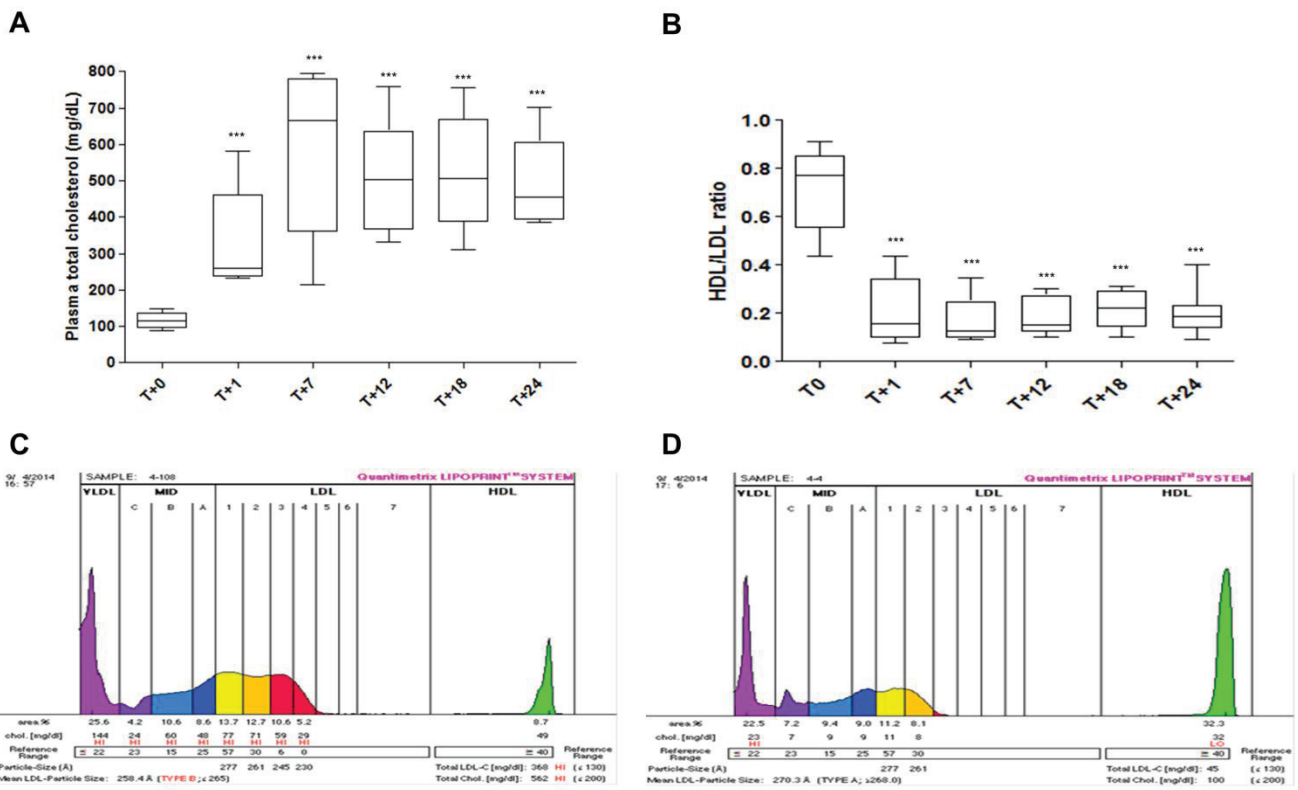 A
Plasma total cholesterol (mg/dL)
800
700
600
500
400
300
200
100
0
***
***
***
***
***
T+0
T+1
T+7
T+12
T+18
T+24
B
HDL/LDL ratio
1.0
0.8
0.6
0.4
0.2
0.0
***
***
***
***
***
T0
T+1
T+7
T+12
T+18
T+24
C
9/ 4/2014
16: 57
SAMPLE: 4-108
Quantimetrix LIPOPRINT™SYSTEM
VLDL MID LDL HDL
C B A 1 2 3 4 5 6 7
area.% 25.6 4.2 10.6 8.6 13.7 12.7 10.6 5.2 8.7
chol. [mg/dl]: 144 24 60 48 77 71 59 29 49
HI HI HI HI HI HI HI HI
Reference Range ≤ 22 23 15 25 57 30 6 0 ≥ 40 Reference Range
Particle-Size (Å) 277 261 245 230 Total LDL-C [mg/dl]: 368 HI (≤ 130)
Mean LDL-Particle Size: 258.4 Å (TYPE B; ≤265) Total Chol. [mg/dl]: 562 HI (≤ 200)
D
9/ 4/2014
17: 6
SAMPLE: 4-4
Quantimetrix LIPOPRINT™SYSTEM
VLDL MID LDL HDL
C B A 1 2 3 4 5 6 7
area.% 22.5 7.2 9.4 9.0 11.2 8.1 32.3
chol. [mg/dl]: 23 7 9 9 11 8 32
HI LO
Reference Range ≤ 22 23 15 25 57 30 ≥ 40 Reference Range
Particle-Size (Å) 277 261 Total LDL-C [mg/dl]: 45 (≤ 130)
Mean LDL-Particle Size: 270.3 Å (TYPE A; ≥268.0) Total Chol. [mg/dl]: 100 (≤ 200)